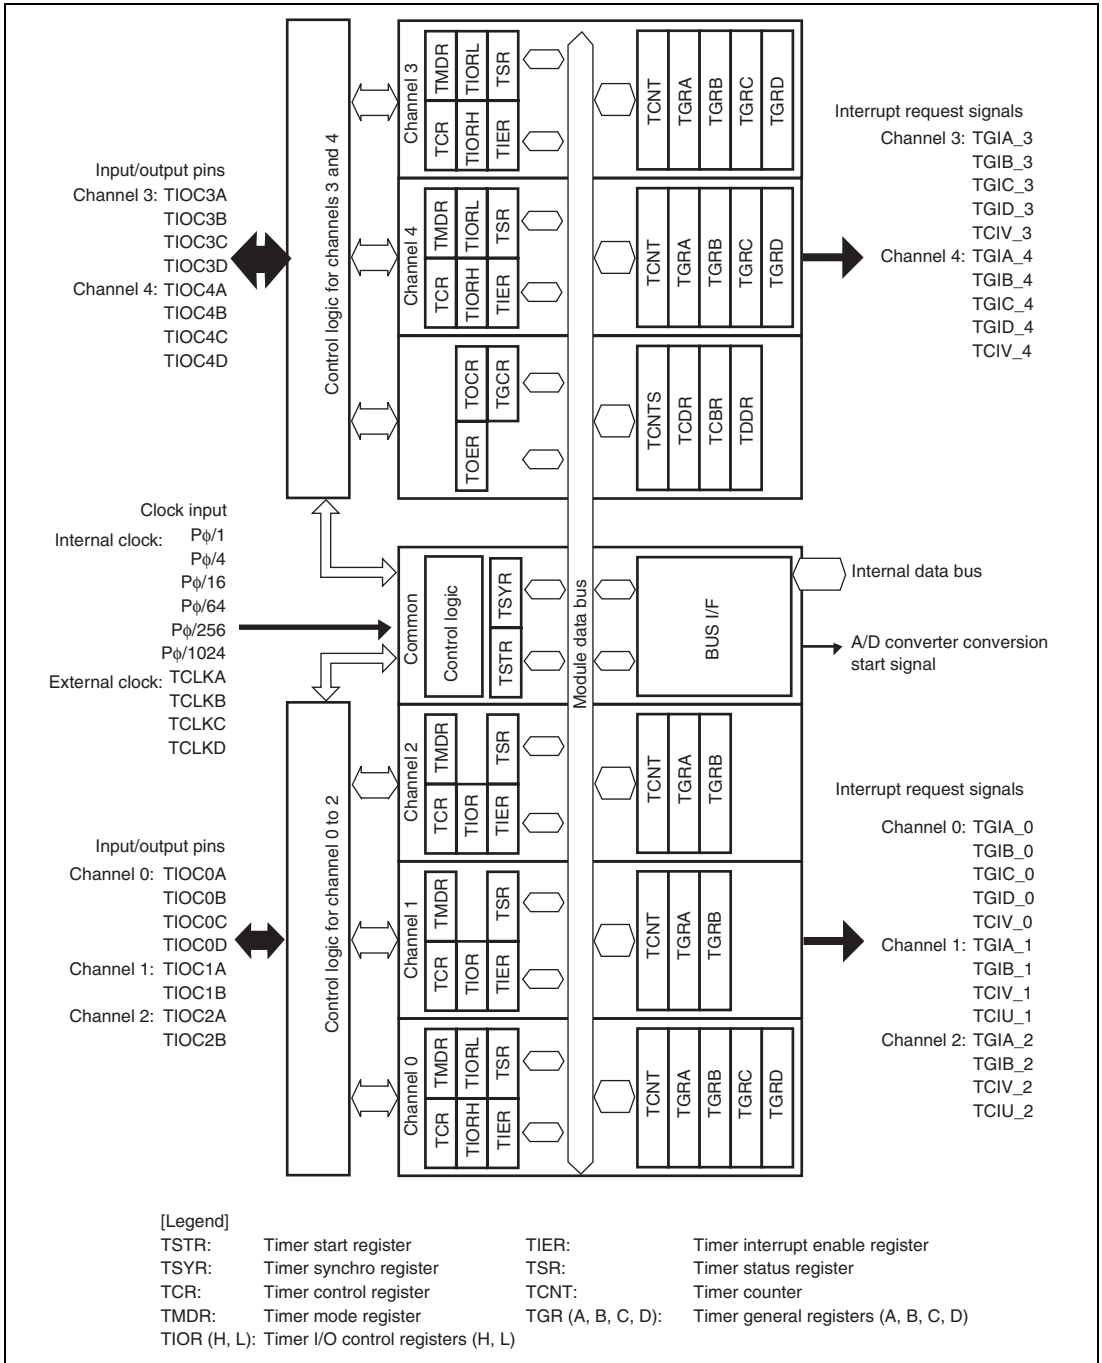 Input/output pins
Channel 3: TIOC3A
TIOC3B
TIOC3C
TIOC3D
Channel 4: TIOC4A
TIOC4B
TIOC4C
TIOC4D
Clock input
Internal clock: Pϕ/1
Pϕ/4
Pϕ/16
Pϕ/64
Pϕ/256
Pϕ/1024
External clock: TCLKA
TCLKB
TCLKC
TCLKD
Input/output pins
Channel 0: TIOC0A
TIOC0B
TIOC0C
TIOC0D
Channel 1: TIOC1A
TIOC1B
Channel 2: TIOC2A
TIOC2B
Control logic for channels 3 and 4
Control logic for channel 0 to 2
Channel 3
TMDR
TIORL
TSR
TCR
TIORH
TIER
TCNT
TGRA
TGRB
TGRC
TGRD
Channel 4
TMDR
TIORL
TSR
TCR
TIORH
TIER
TCNT
TGRA
TGRB
TGRC
TGRD
TOCR
TGCR
TOER
TCNTS
TCDR
TCBR
TDDR
Common
Control logic
TSYR
TSTR
Module data bus
BUS I/F
Channel 2
TMDR
TSR
TCR
TIOR
TIER
TCNT
TGRA
TGRB
Channel 1
TMDR
TSR
TCR
TIOR
TIER
TCNT
TGRA
TGRB
Channel 0
TMDR
TIORL
TSR
TCR
TIORH
TIER
TCNT
TGRA
TGRB
TGRC
TGRD
Interrupt request signals
Channel 3: TGIA_3
TGIB_3
TGIC_3
TGID_3
TCIV_3
Channel 4: TGIA_4
TGIB_4
TGIC_4
TGID_4
TCIV_4
Internal data bus
A/D converter conversion
start signal
Interrupt request signals
Channel 0: TGIA_0
TGIB_0
TGIC_0
TGID_0
TCIV_0
Channel 1: TGIA_1
TGIB_1
TCIV_1
TCIU_1
Channel 2: TGIA_2
TGIB_2
TCIV_2
TCIU_2
[Legend]
TSTR: Timer start register
TSYR: Timer synchro register
TCR: Timer control register
TMDR: Timer mode register
TIOR (H, L): Timer I/O control registers (H, L)
TIER: Timer interrupt enable register
TSR: Timer status register
TCNT: Timer counter
TGR (A, B, C, D): Timer general registers (A, B, C, D)